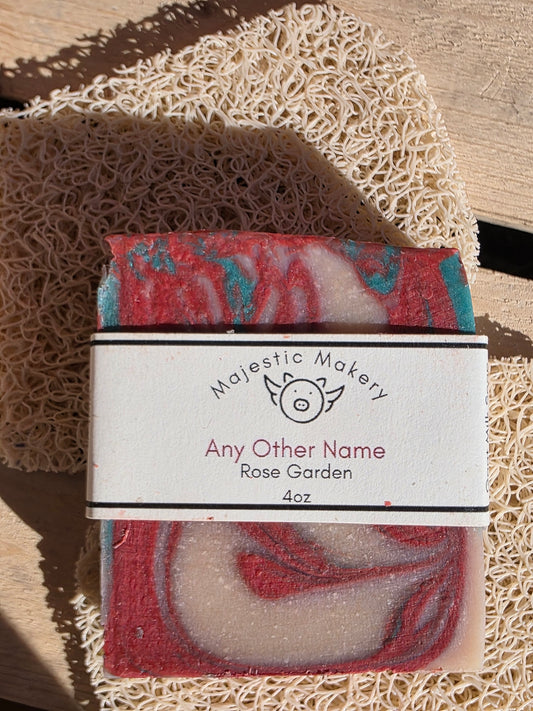 Majestic Makery
Any Other Name
Rose Garden
4oz